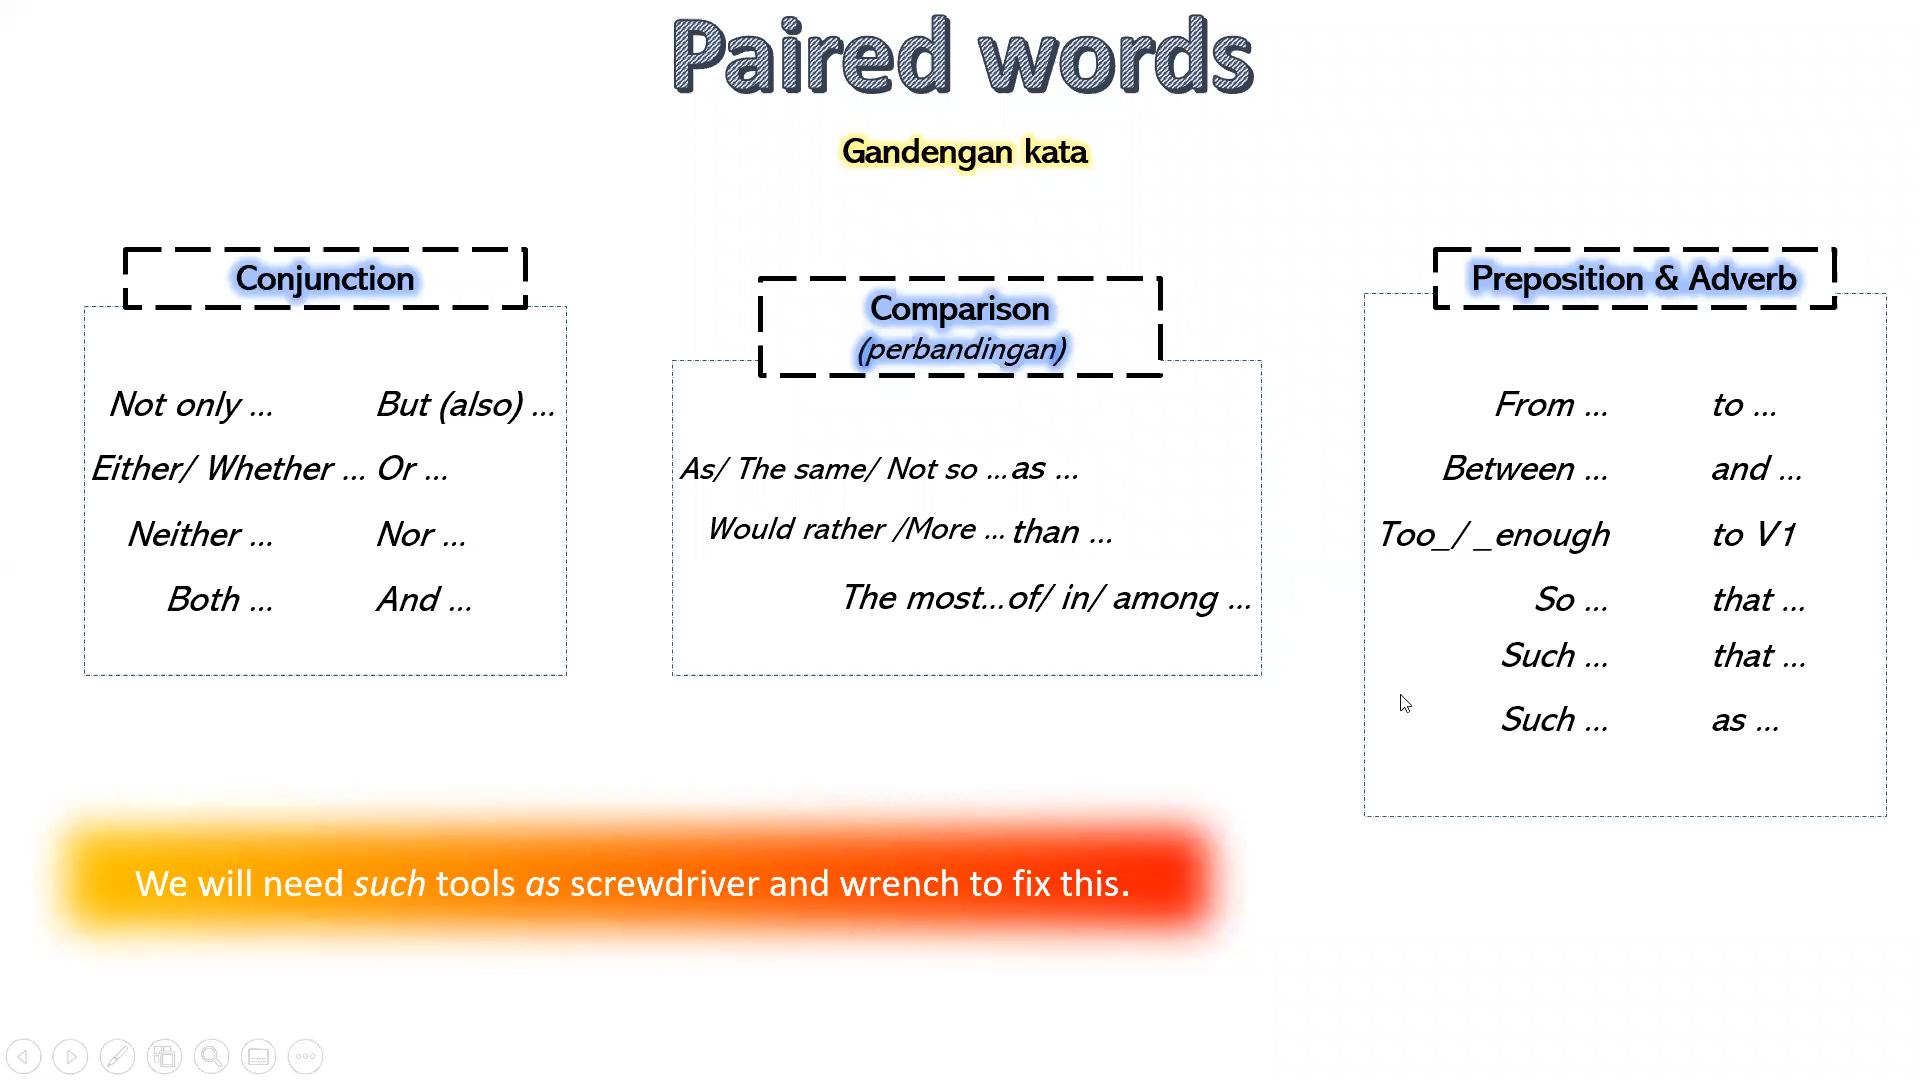 Paired words
Gandengan kata
Conjunction
Not only ... But (also) ...
Either/ Whether ... Or ...
Neither ... Nor ...
Both ... And ...
Comparison
(perbandingan)
As/ The same/ Not so ... as ...
Would rather /More ... than ...
The most... of/ in/ among ...
Preposition & Adverb
From ... to ...
Between ... and ...
Too_/ _enough to V1
So ... that ...
Such ... that ...
Such ... as ...
We will need such tools as screwdriver and wrench to fix this.